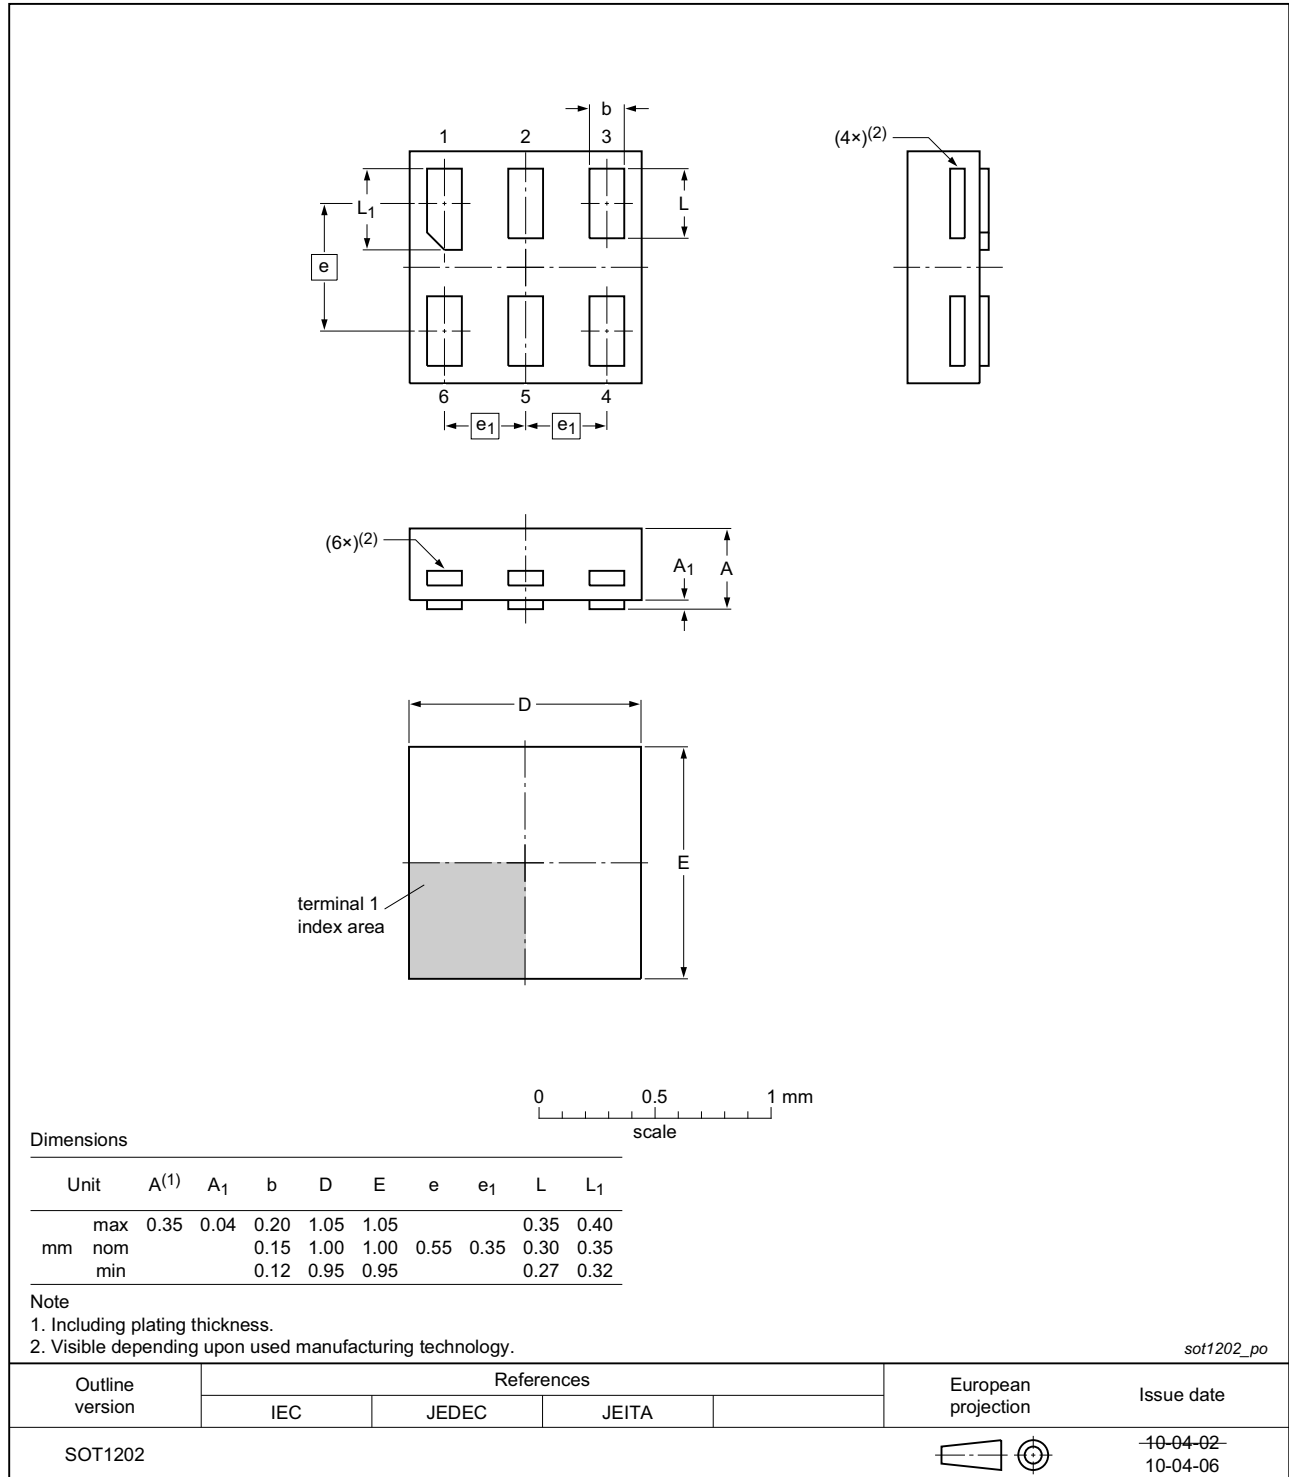 b
1 2 3
(4×)(2)
L1
L
e
6 5 4
e1 e1
(6×)(2)
A1 A
D
E
terminal 1
index area
0 0.5 1 mm
scale
Dimensions
Unit A(1) A1 b D E e e1 L L1
max 0.35 0.04 0.20 1.05 1.05 0.35 0.40
mm nom 0.15 1.00 1.00 0.55 0.35 0.30 0.35
min 0.12 0.95 0.95 0.27 0.32
Note
1. Including plating thickness.
2. Visible depending upon used manufacturing technology.
sot1202_po
Outline
version
References
IEC JEDEC JEITA
European
projection
Issue date
SOT1202
10-04-02
10-04-06